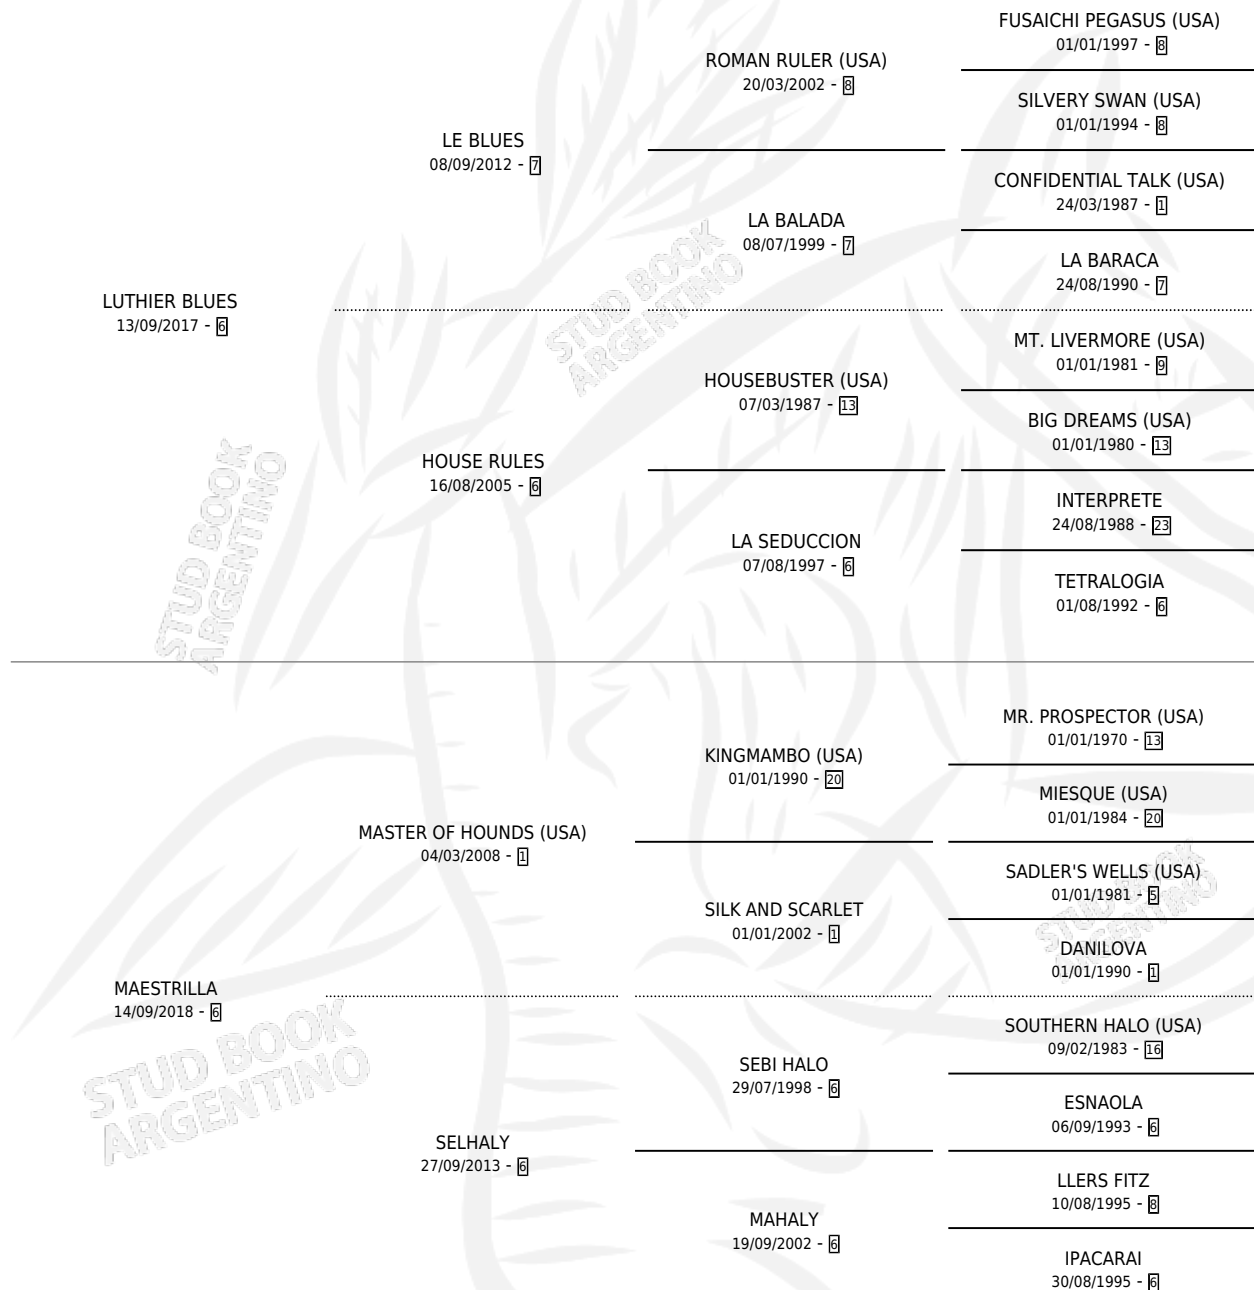 FUSAICHI PEGASUS (USA)
01/01/1997 - 8
ROMAN RULER (USA)
20/03/2002 - 8
SILVERY SWAN (USA)
01/01/1994 - 8
LE BLUES
08/09/2012 - 7
CONFIDENTIAL TALK (USA)
24/03/1987 - 1
LA BALADA
08/07/1999 - 7
LA BARACA
24/08/1990 - 7
LUTHIER BLUES
13/09/2017 - 6
MT. LIVERMORE (USA)
01/01/1981 - 9
HOUSEBUSTER (USA)
07/03/1987 - 13
BIG DREAMS (USA)
01/01/1980 - 13
HOUSE RULES
16/08/2005 - 6
INTERPRETE
24/08/1988 - 23
LA SEDUCCION
07/08/1997 - 6
TETRALOGIA
01/08/1992 - 6
MR. PROSPECTOR (USA)
01/01/1970 - 13
KINGMAMBO (USA)
01/01/1990 - 20
MIESQUE (USA)
01/01/1984 - 20
MASTER OF HOUNDS (USA)
04/03/2008 - 1
SADLER'S WELLS (USA)
01/01/1981 - 5
SILK AND SCARLET
01/01/2002 - 1
DANILOVA
01/01/1990 - 1
MAESTRILLA
14/09/2018 - 6
SOUTHERN HALO (USA)
09/02/1983 - 16
SEBI HALO
29/07/1998 - 6
ESNAOLA
06/09/1993 - 6
SELHALY
27/09/2013 - 6
LLERS FITZ
10/08/1995 - 8
MAHALY
19/09/2002 - 6
IPACARAI
30/08/1995 - 6
STUD BOOK
ARGENTINO
STUD BOOK
ARGENTINO
STUD BOOK
ARGENTINO
STUD BOOK
ARGENTINO